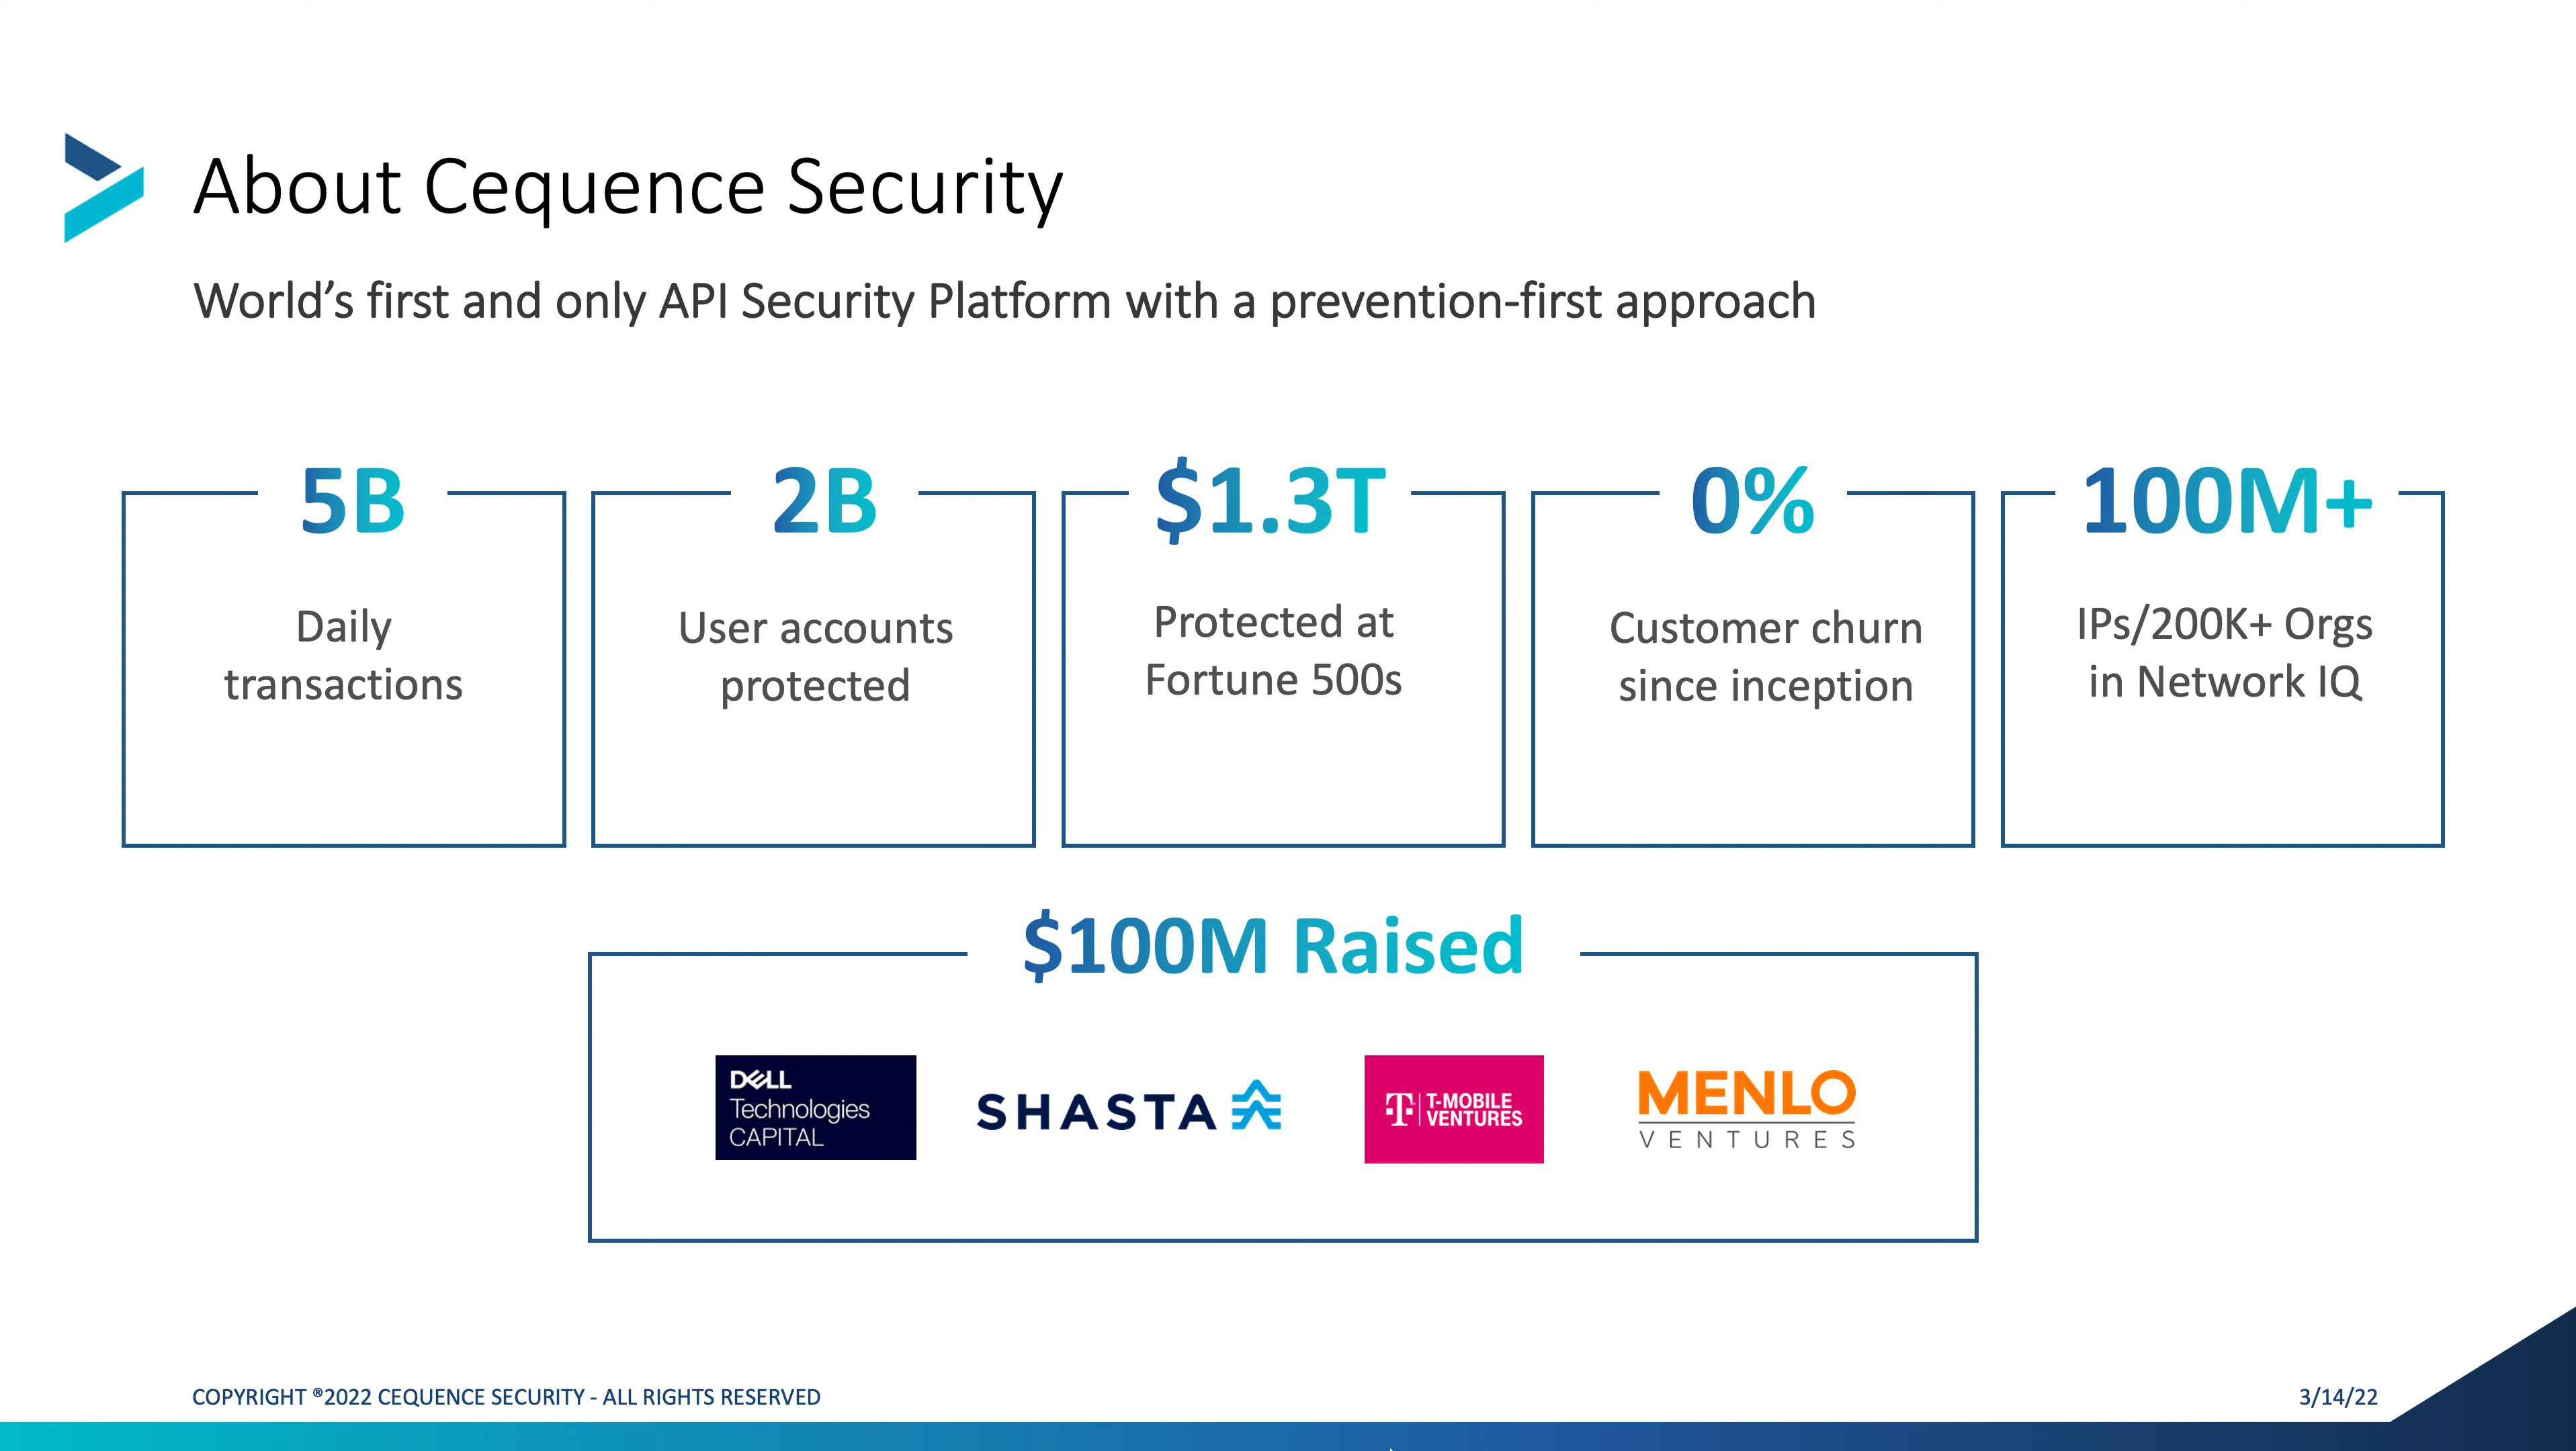 About Cequence Security
World’s first and only API Security Platform with a prevention-first approach
5B
Daily
transactions
2B
User accounts
protected
$1.3T
Protected at
Fortune 500s
0%
Customer churn
since inception
100M+
IPs/200K+ Orgs
in Network IQ
$100M Raised
DELL
Technologies
CAPITAL
SHASTA
T T-MOBILE
VENTURES
MENLO
VENTURES
COPYRIGHT ®2022 CEQUENCE SECURITY - ALL RIGHTS RESERVED
3/14/22